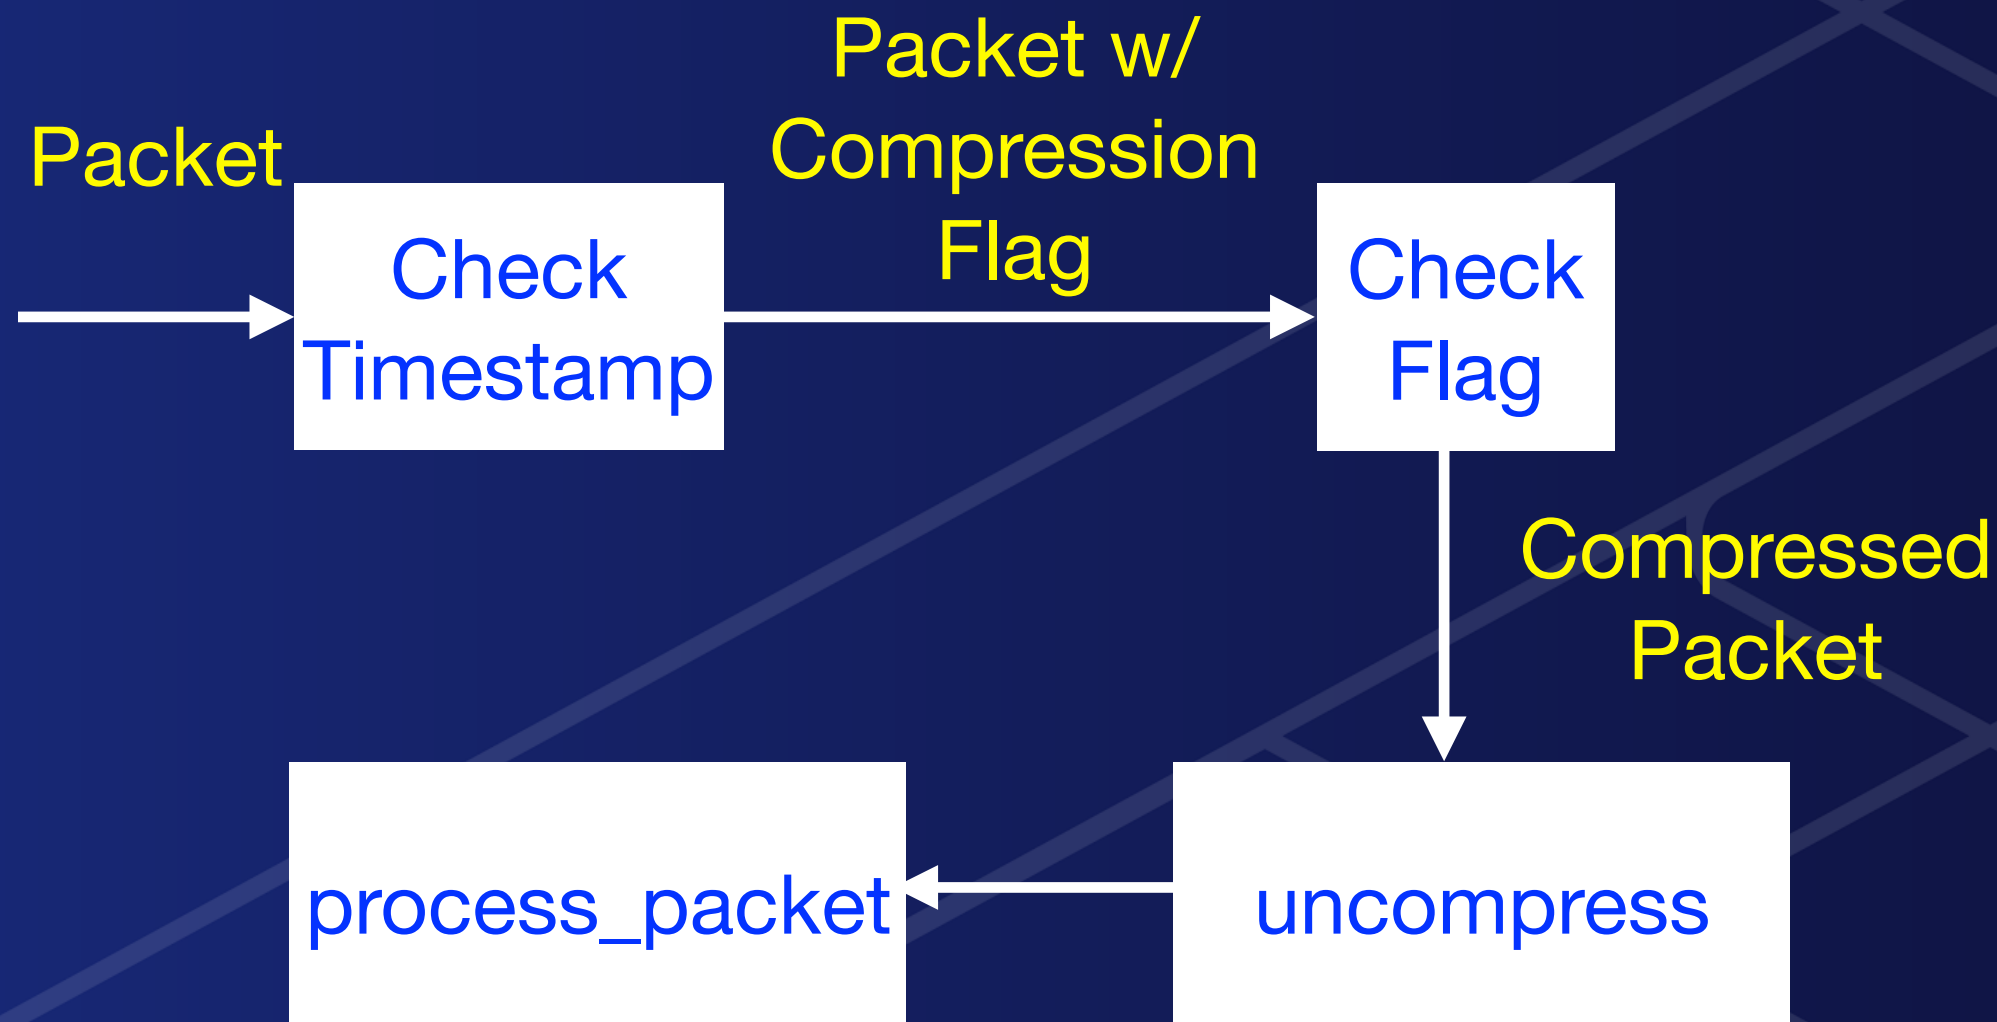 Packet
Packet w/
Compression
Flag
Check
Timestamp
Check
Flag
Compressed
Packet
process_packet
uncompress